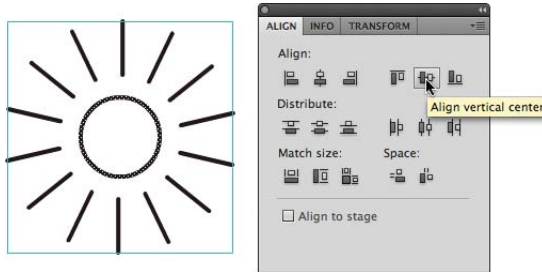 ALIGN INFO TRANSFORM
Align:
Align vertical center
Distribute:
Match size: Space:
Align to stage